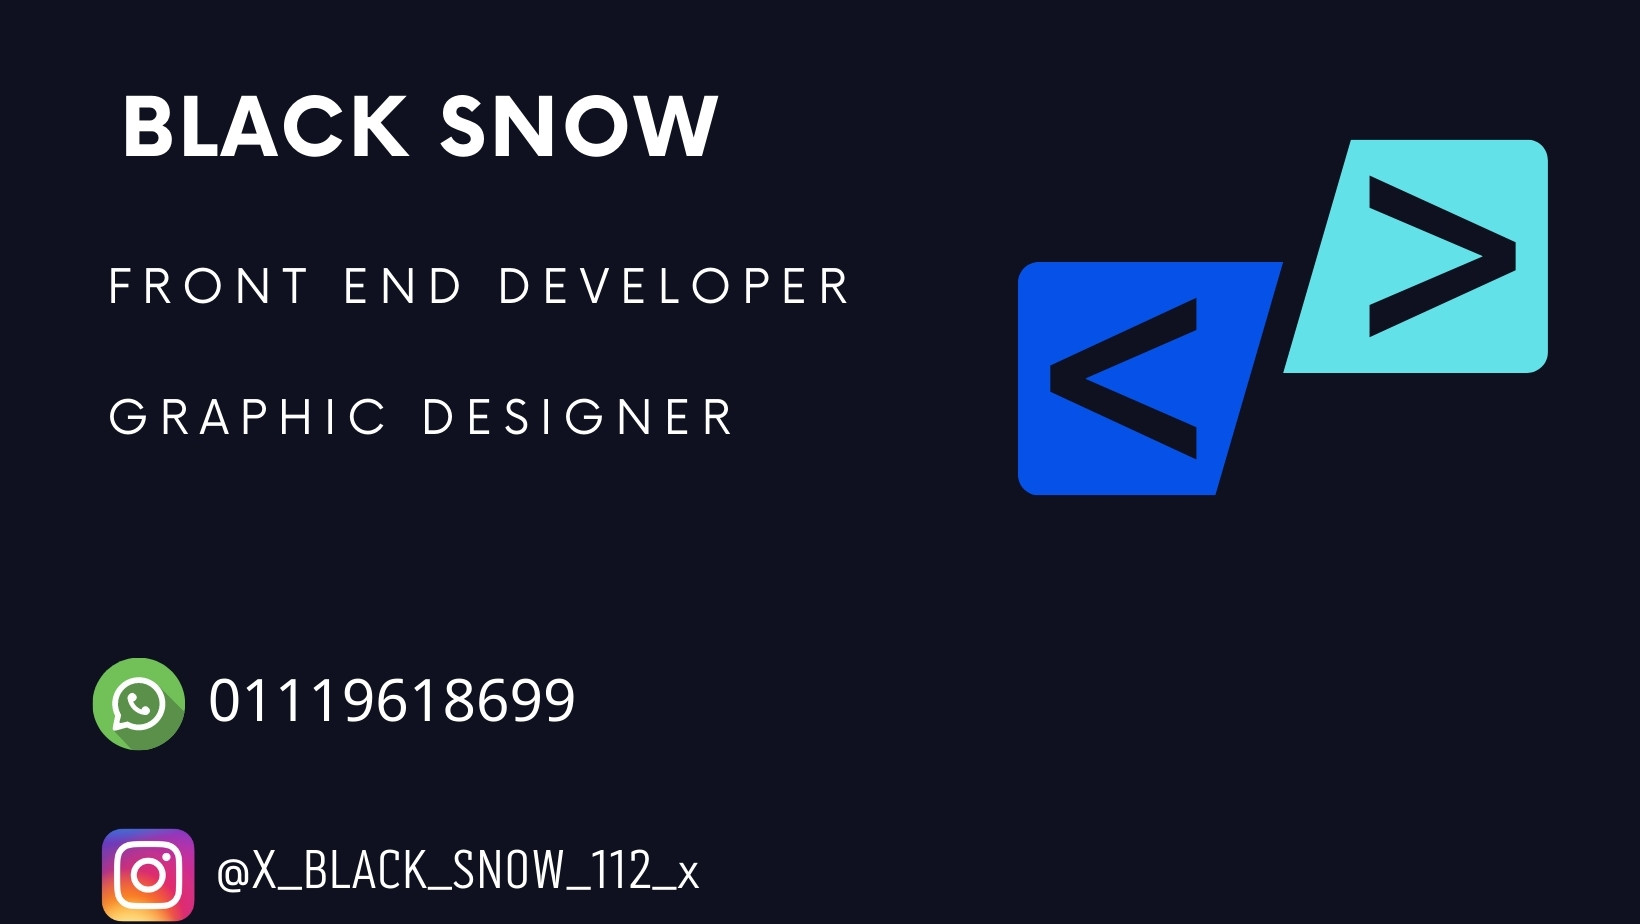 BLACK SNOW
FRONT END DEVELOPER
GRAPHIC DESIGNER
< >
01119618699
@X_BLACK_SNOW_112_x